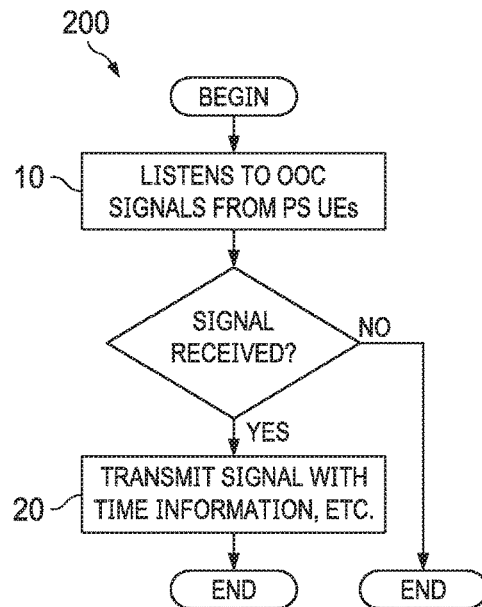 200
BEGIN
10
LISTENS TO OOC
SIGNALS FROM PS UEs
SIGNAL
RECEIVED?
NO
YES
20
TRANSMIT SIGNAL WITH
TIME INFORMATION, ETC.
END
END